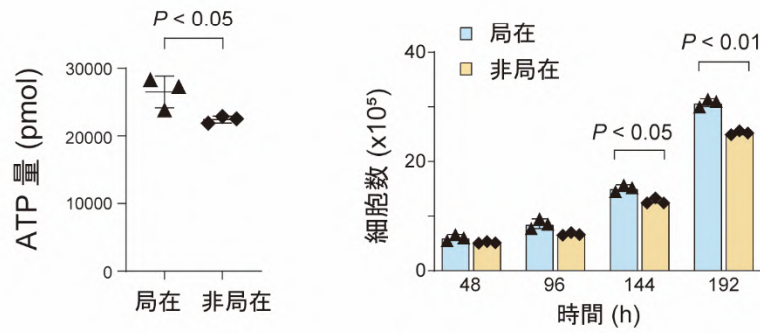 P < 0.05
ATP 量 (pmol)
30000
20000
10000
0
局在
非局在
局在
非局在
P < 0.01
P < 0.05
細胞数 (x10⁵)
40
20
0
48
96
144
192
時間 (h)